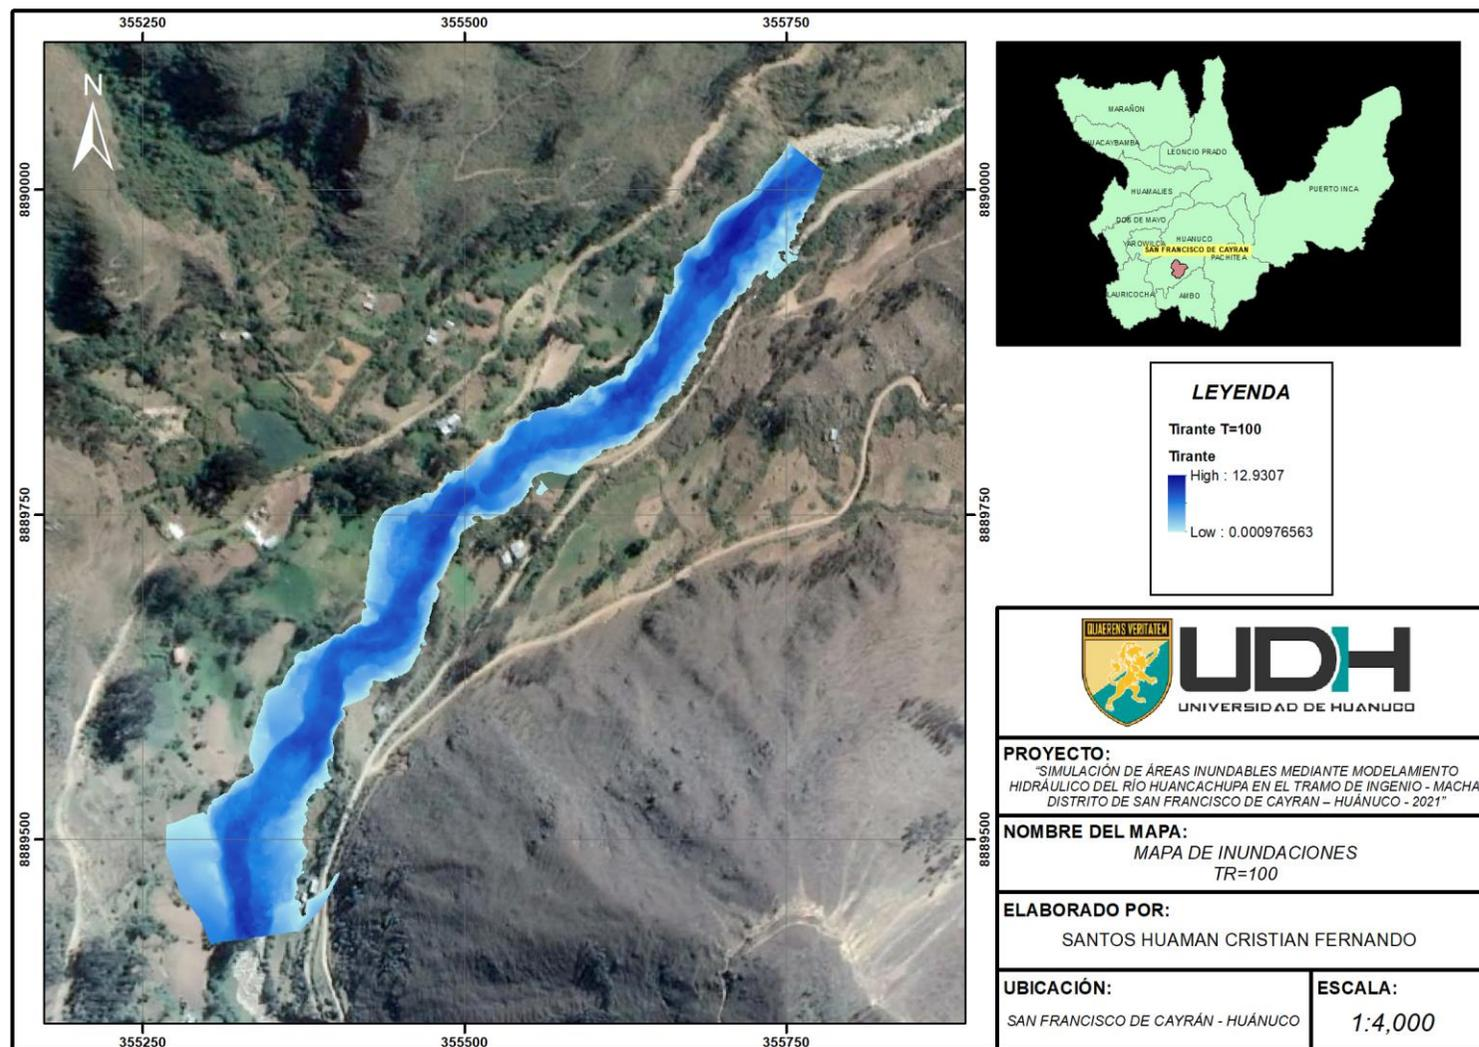 355250
355500
355750
N
8890000
8889750
8889500
8890000
8889750
8889500
355250
355500
355750
MARAÑON
HUACAYBAMBA
LEONCIO PRADO
HUAMALIES
PUERTO INCA
DOS DE MAYO
YAROWILCA
HUANUCO
SAN FRANCISCO DE CAYRAN
PACHITEA
LAURICOCHA
AMBO
LEYENDA
Tirante T=100
Tirante
High : 12.9307
Low : 0.000976563
QUAERENS VERITATEM
UDH
UNIVERSIDAD DE HUANUCO
PROYECTO:
"SIMULACIÓN DE ÁREAS INUNDABLES MEDIANTE MODELAMIENTO
HIDRÁULICO DEL RÍO HUANCACHUPA EN EL TRAMO DE INGENIO - MACHA
DISTRITO DE SAN FRANCISCO DE CAYRAN – HUÁNUCO - 2021"
NOMBRE DEL MAPA:
MAPA DE INUNDACIONES
TR=100
ELABORADO POR:
SANTOS HUAMAN CRISTIAN FERNANDO
UBICACIÓN:
SAN FRANCISCO DE CAYRÁN - HUÁNUCO
ESCALA:
1:4,000